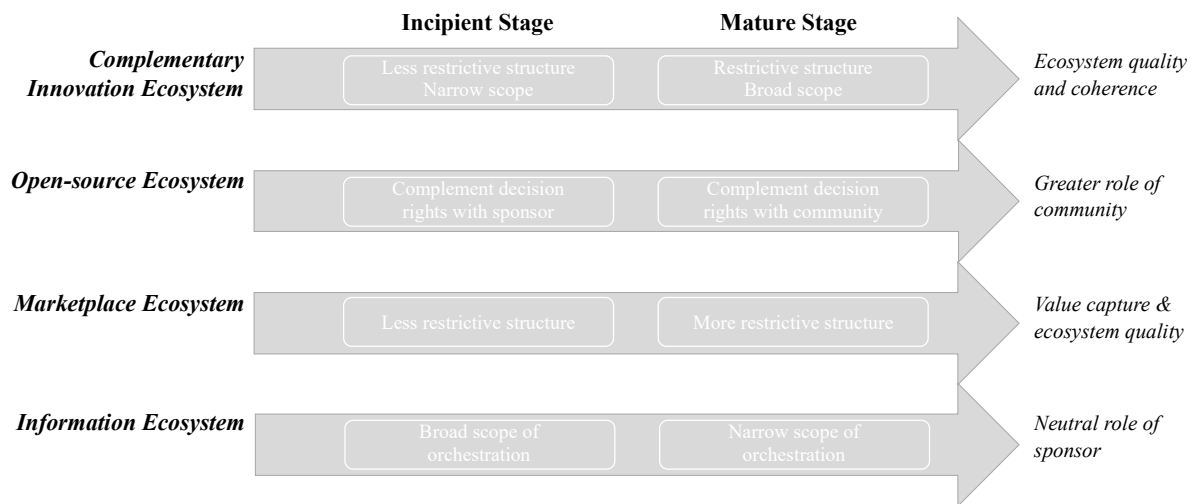 Incipient Stage
Mature Stage
Complementary
Innovation Ecosystem
Less restrictive structure
Narrow scope
Restrictive structure
Broad scope
Ecosystem quality
and coherence
Open-source Ecosystem
Complement decision
rights with sponsor
Complement decision
rights with community
Greater role of
community
Marketplace Ecosystem
Less restrictive structure
More restrictive structure
Value capture &
ecosystem quality
Information Ecosystem
Broad scope of
orchestration
Narrow scope of
orchestration
Neutral role of
sponsor